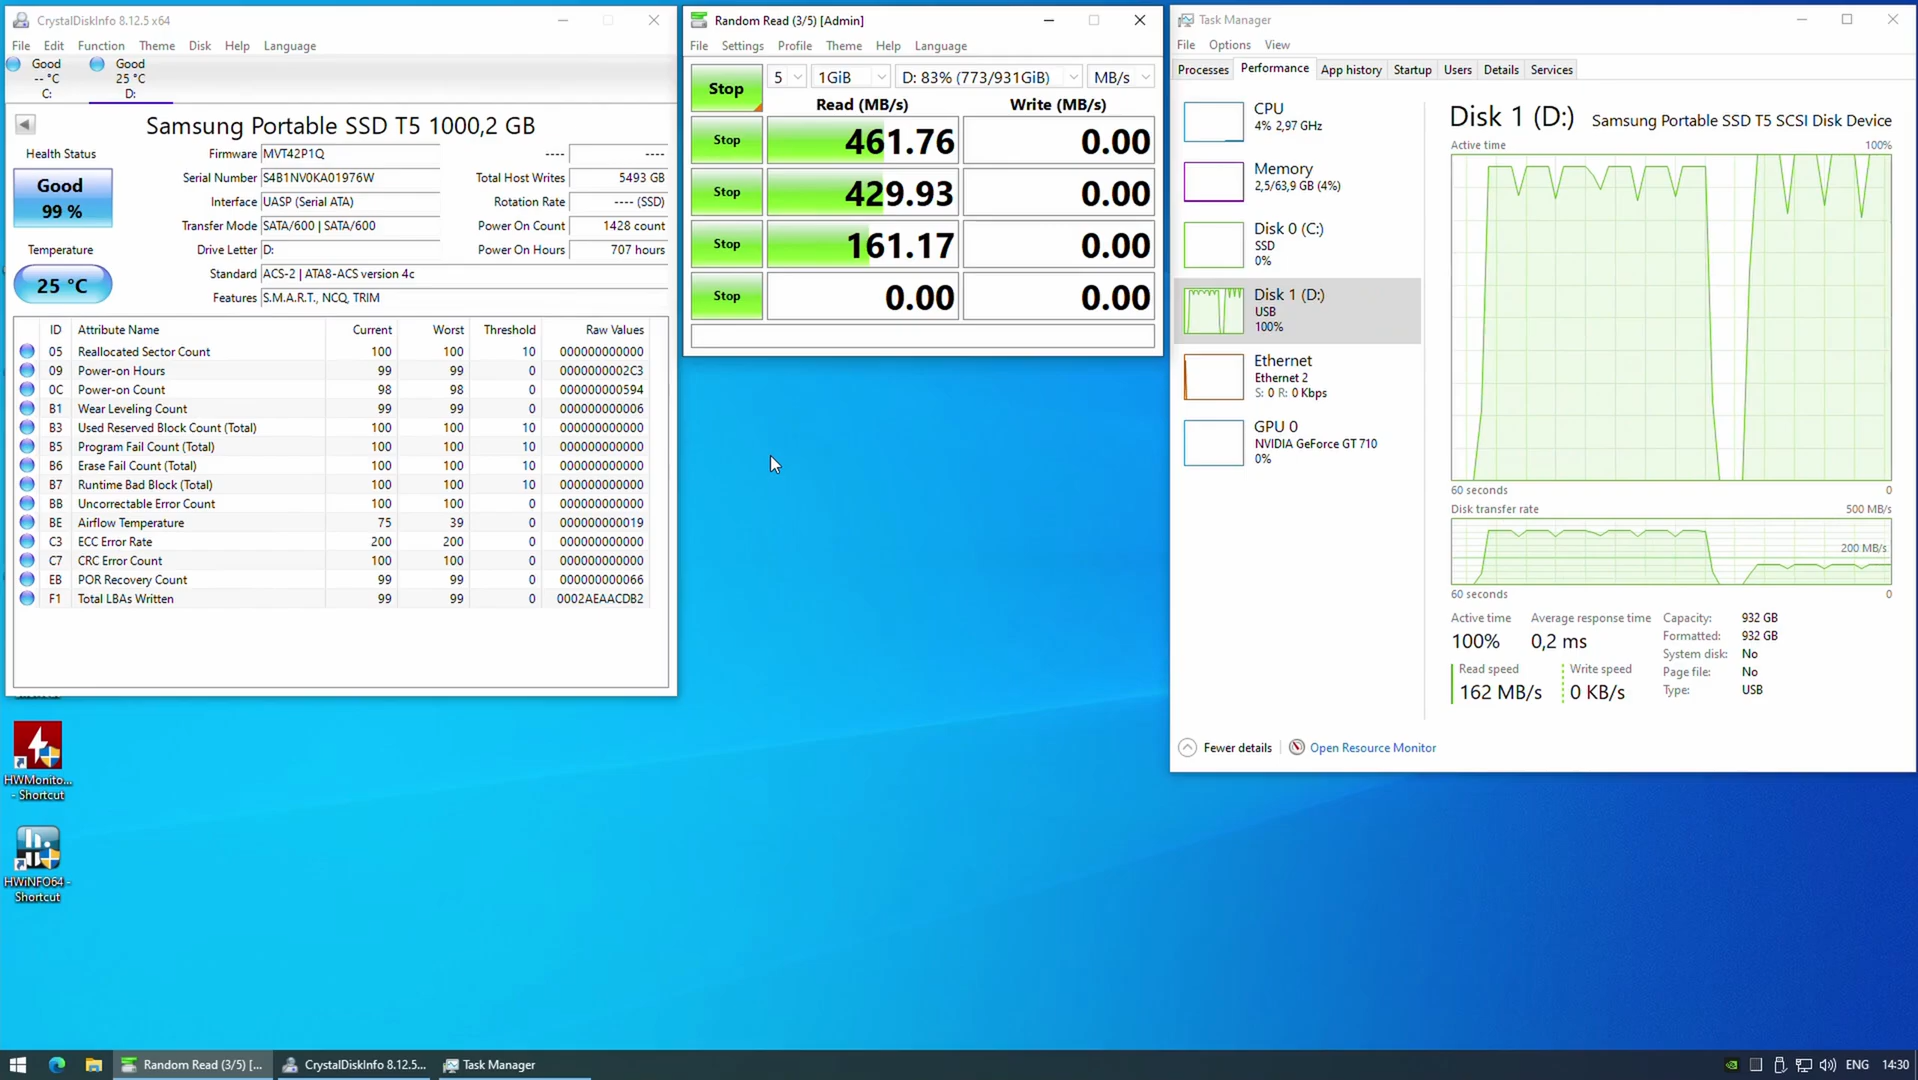 CrystalDiskInfo 8.12.5 x64
File Edit Function Theme Disk Help Language
Good
-- °C
C:
Good
25 °C
D:
Samsung Portable SSD T5 1000,2 GB
Health Status
Good
99 %
Temperature
25 °C
Firmware MVT42P1Q ---- ----
Serial Number S4B1NV0KA01976W Total Host Writes 5493 GB
Interface UASP (Serial ATA) Rotation Rate ---- (SSD)
Transfer Mode SATA/600 | SATA/600 Power On Count 1428 count
Drive Letter D: Power On Hours 707 hours
Standard ACS-2 | ATA8-ACS version 4c
Features S.M.A.R.T., NCQ, TRIM
ID Attribute Name Current Worst Threshold Raw Values
05 Reallocated Sector Count 100 100 10 000000000000
09 Power-on Hours 99 99 0 0000000002C3
0C Power-on Count 98 98 0 000000000594
B1 Wear Leveling Count 99 99 0 000000000006
B3 Used Reserved Block Count (Total) 100 100 10 000000000000
B5 Program Fail Count (Total) 100 100 10 000000000000
B6 Erase Fail Count (Total) 100 100 10 000000000000
B7 Runtime Bad Block (Total) 100 100 10 000000000000
BB Uncorrectable Error Count 100 100 0 000000000000
BE Airflow Temperature 75 39 0 000000000019
C3 ECC Error Rate 200 200 0 000000000000
C7 CRC Error Count 100 100 0 000000000000
EB POR Recovery Count 99 99 0 000000000066
F1 Total LBAs Written 99 99 0 0002AEAACDB2
Random Read (3/5) [Admin]
File Settings Profile Theme Help Language
Stop 5 1GiB D: 83% (773/931GiB) MB/s
Read (MB/s) Write (MB/s)
Stop 461.76 0.00
Stop 429.93 0.00
Stop 161.17 0.00
Stop 0.00 0.00
Task Manager
File Options View
Processes Performance App history Startup Users Details Services
CPU
4% 2,97 GHz
Memory
2,5/63,9 GB (4%)
Disk 0 (C:)
SSD
0%
Disk 1 (D:)
USB
100%
Ethernet
Ethernet 2
S: 0 R: 0 Kbps
GPU 0
NVIDIA GeForce GT 710
0%
Disk 1 (D:) Samsung Portable SSD T5 SCSI Disk Device
Active time 100%
60 seconds 0
Disk transfer rate 500 MB/s
200 MB/s
60 seconds 0
Active time
100%
Average response time
0,2 ms
Read speed
162 MB/s
Write speed
0 KB/s
Capacity: 932 GB
Formatted: 932 GB
System disk: No
Page file: No
Type: USB
Fewer details Open Resource Monitor
HWMonito...
- Shortcut
HWiNFO64 -
Shortcut
Random Read (3/5) [... CrystalDiskInfo 8.12.5... Task Manager ENG 14:30